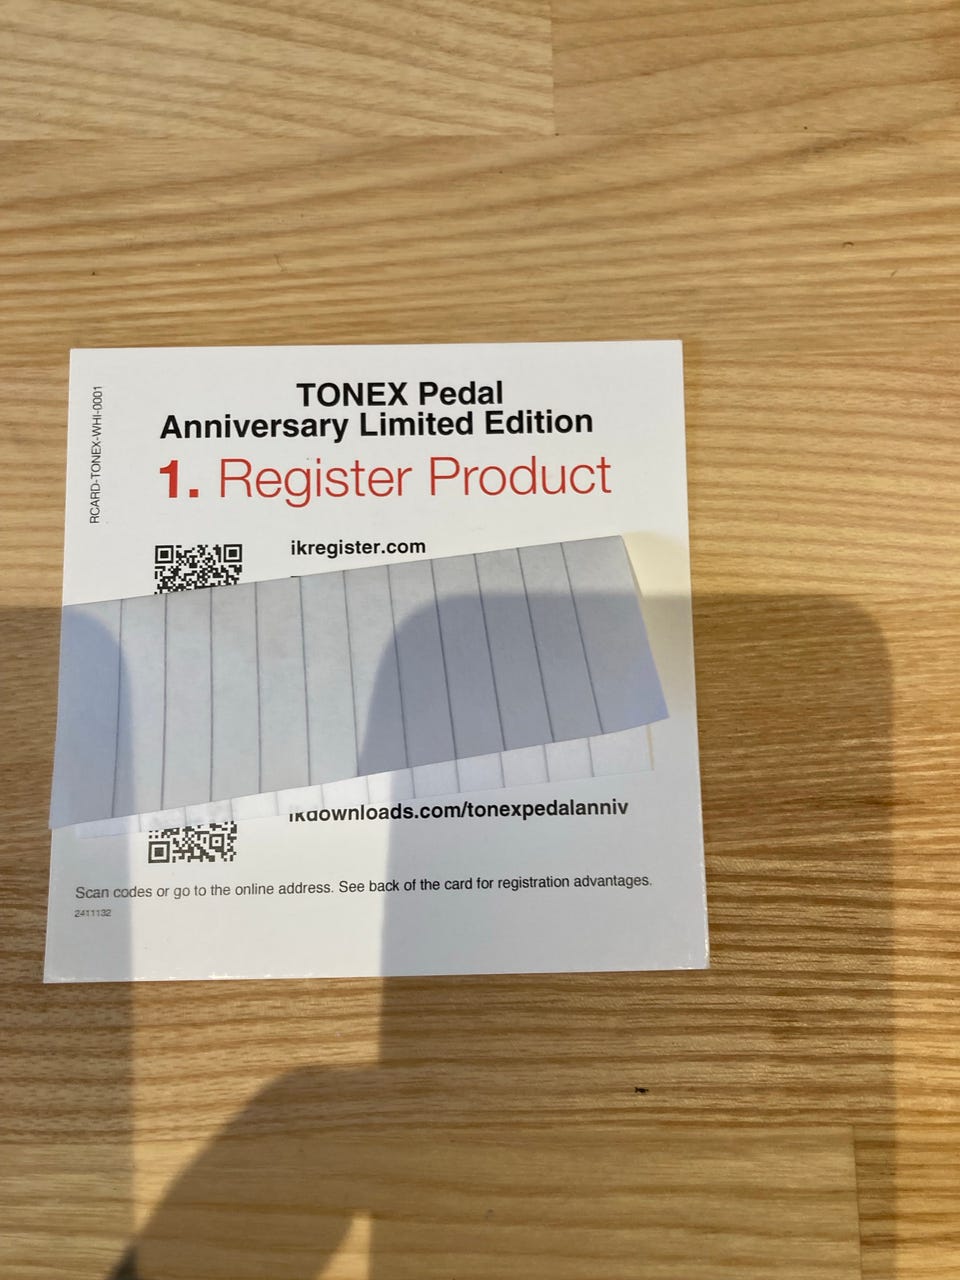 RCARD-TONEX-WHI-0001
TONEX Pedal
Anniversary Limited Edition
1. Register Product
ikregister.com
ikdownloads.com/tonexpedalanniv
Scan codes or go to the online address. See back of the card for registration advantages.
2411132